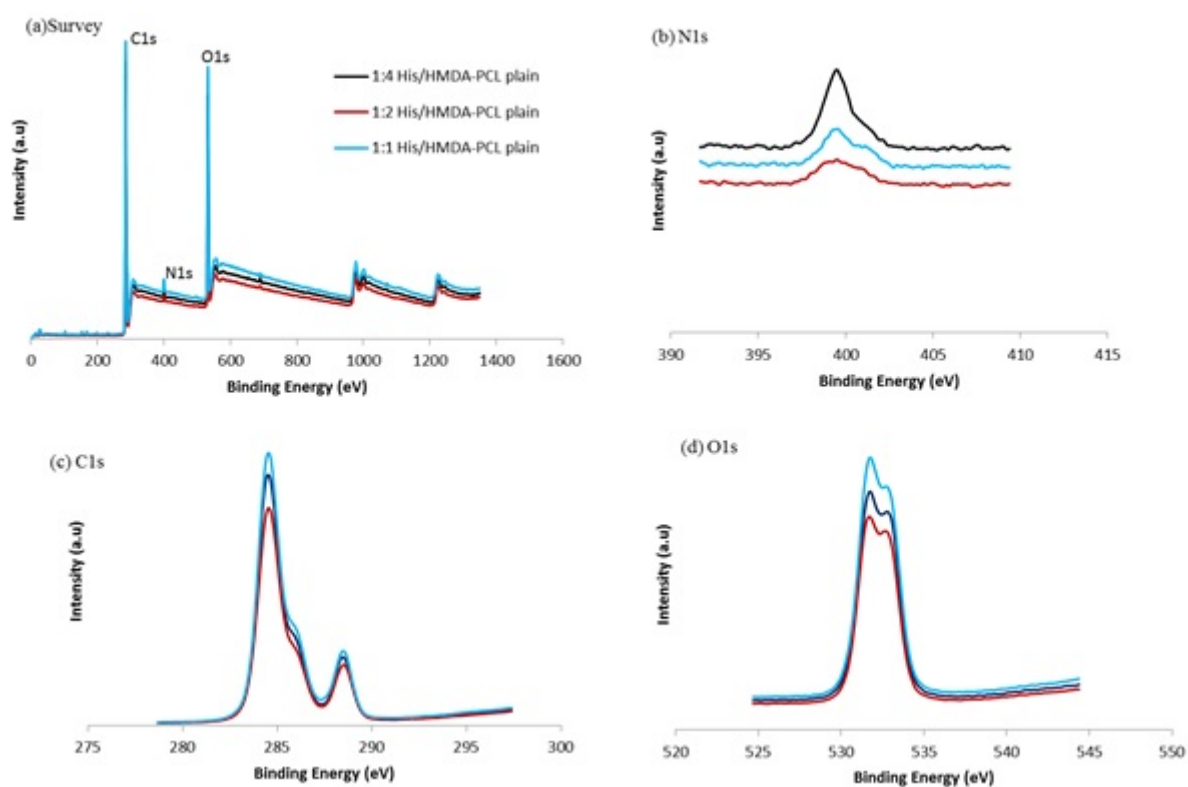 (a)Survey
C1s
O1s
N1s
1:4 His/HMDA-PCL plain
1:2 His/HMDA-PCL plain
1:1 His/HMDA-PCL plain
Intensity (a.u)
0 200 400 600 800 1000 1200 1400 1600
Binding Energy (eV)
(b) N1s
Intensity (a.u)
390 395 400 405 410 415
Binding Energy (eV)
(c) C1s
Intensity (a.u)
275 280 285 290 295 300
Binding Energy (eV)
(d) O1s
Intensity (a.u)
520 525 530 535 540 545 550
Binding Energy (eV)